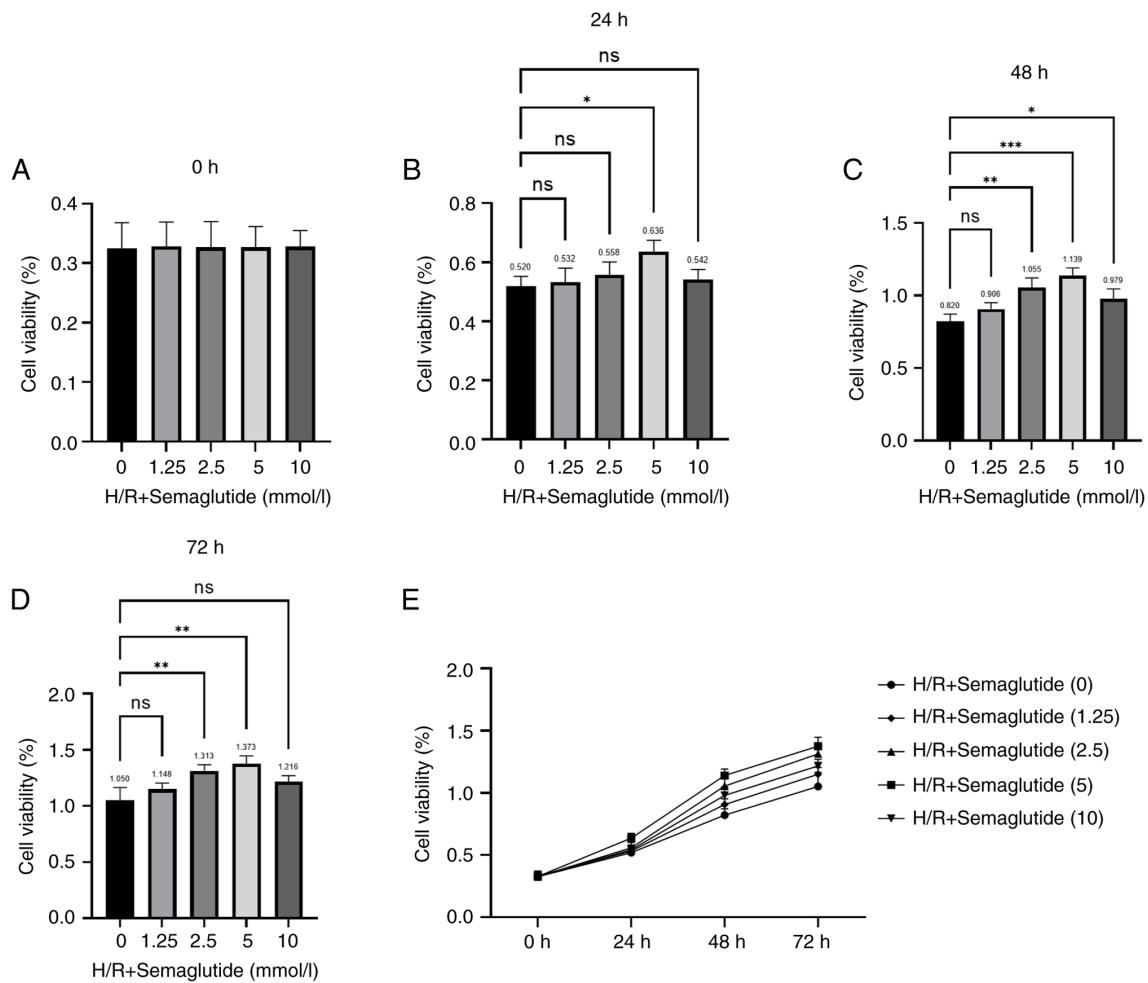 A
0 h
Cell viability (%)
0.4
0.3
0.2
0.1
0.0
0 1.25 2.5 5 10
H/R+Semaglutide (mmol/l)
B
24 h
ns
*
ns
ns
Cell viability (%)
0.8
0.6
0.4
0.2
0.0
0.520 0.532 0.558 0.636 0.542
0 1.25 2.5 5 10
H/R+Semaglutide (mmol/l)
C
48 h
*
***
**
ns
Cell viability (%)
1.5
1.0
0.5
0.0
0.820 0.906 1.055 1.139 0.979
0 1.25 2.5 5 10
H/R+Semaglutide (mmol/l)
D
72 h
ns
**
**
ns
Cell viability (%)
2.0
1.5
1.0
0.5
0.0
1.050 1.148 1.313 1.373 1.216
0 1.25 2.5 5 10
H/R+Semaglutide (mmol/l)
E
Cell viability (%)
2.0
1.5
1.0
0.5
0.0
0 h 24 h 48 h 72 h
H/R+Semaglutide (0)
H/R+Semaglutide (1.25)
H/R+Semaglutide (2.5)
H/R+Semaglutide (5)
H/R+Semaglutide (10)